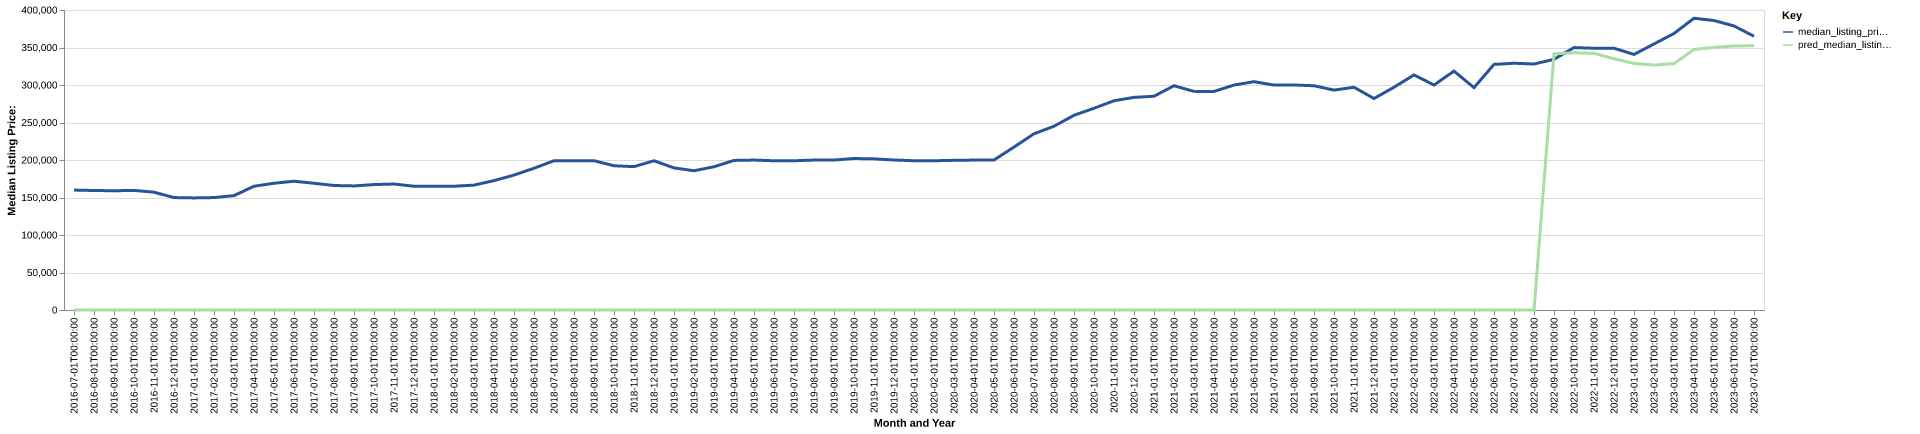 400,000
350,000
300,000
250,000
200,000
150,000
100,000
50,000
0
Median Listing Price:
2016-07-01T00:00:00
2016-08-01T00:00:00
2016-09-01T00:00:00
2016-10-01T00:00:00
2016-11-01T00:00:00
2016-12-01T00:00:00
2017-01-01T00:00:00
2017-02-01T00:00:00
2017-03-01T00:00:00
2017-04-01T00:00:00
2017-05-01T00:00:00
2017-06-01T00:00:00
2017-07-01T00:00:00
2017-08-01T00:00:00
2017-09-01T00:00:00
2017-10-01T00:00:00
2017-11-01T00:00:00
2017-12-01T00:00:00
2018-01-01T00:00:00
2018-02-01T00:00:00
2018-03-01T00:00:00
2018-04-01T00:00:00
2018-05-01T00:00:00
2018-06-01T00:00:00
2018-07-01T00:00:00
2018-08-01T00:00:00
2018-09-01T00:00:00
2018-10-01T00:00:00
2018-11-01T00:00:00
2018-12-01T00:00:00
2019-01-01T00:00:00
2019-02-01T00:00:00
2019-03-01T00:00:00
2019-04-01T00:00:00
2019-05-01T00:00:00
2019-06-01T00:00:00
2019-07-01T00:00:00
2019-08-01T00:00:00
2019-09-01T00:00:00
2019-10-01T00:00:00
2019-11-01T00:00:00
2019-12-01T00:00:00
2020-01-01T00:00:00
2020-02-01T00:00:00
2020-03-01T00:00:00
2020-04-01T00:00:00
2020-05-01T00:00:00
2020-06-01T00:00:00
2020-07-01T00:00:00
2020-08-01T00:00:00
2020-09-01T00:00:00
2020-10-01T00:00:00
2020-11-01T00:00:00
2020-12-01T00:00:00
2021-01-01T00:00:00
2021-02-01T00:00:00
2021-03-01T00:00:00
2021-04-01T00:00:00
2021-05-01T00:00:00
2021-06-01T00:00:00
2021-07-01T00:00:00
2021-08-01T00:00:00
2021-09-01T00:00:00
2021-10-01T00:00:00
2021-11-01T00:00:00
2021-12-01T00:00:00
2022-01-01T00:00:00
2022-02-01T00:00:00
2022-03-01T00:00:00
2022-04-01T00:00:00
2022-05-01T00:00:00
2022-06-01T00:00:00
2022-07-01T00:00:00
2022-08-01T00:00:00
2022-09-01T00:00:00
2022-10-01T00:00:00
2022-11-01T00:00:00
2022-12-01T00:00:00
2023-01-01T00:00:00
2023-02-01T00:00:00
2023-03-01T00:00:00
2023-04-01T00:00:00
2023-05-01T00:00:00
2023-06-01T00:00:00
2023-07-01T00:00:00
Month and Year
Key
median_listing_pri…
pred_median_listin…